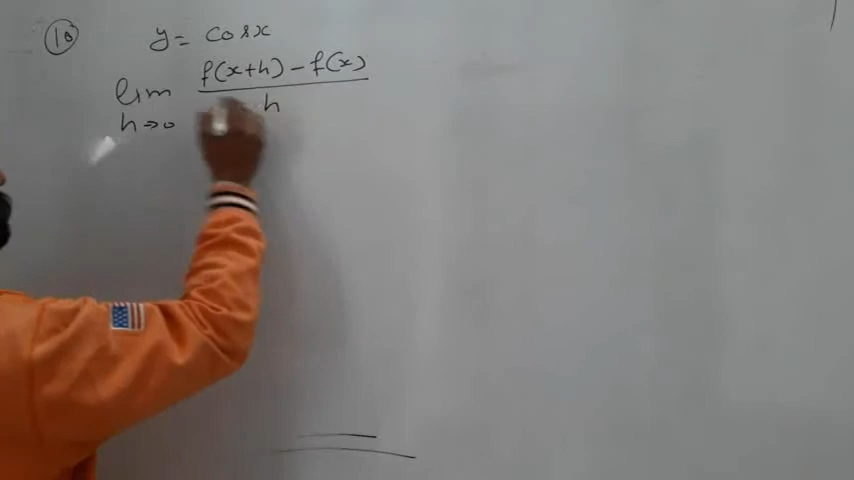 10 y = cos x
lim f(x+h) - f(x)
h→0 h